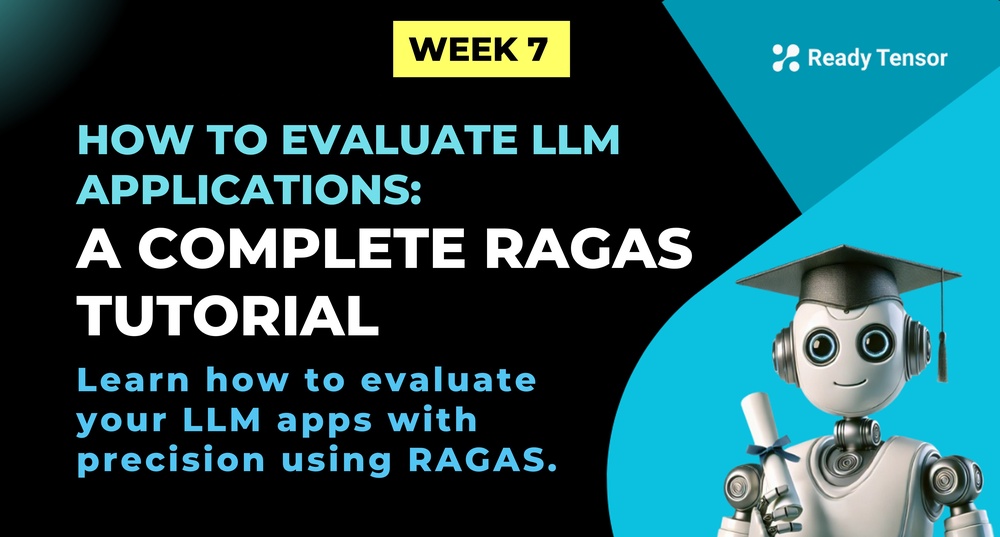 WEEK 7
Ready Tensor
HOW TO EVALUATE LLM
APPLICATIONS:
A COMPLETE RAGAS
TUTORIAL
Learn how to evaluate
your LLM apps with
precision using RAGAS.